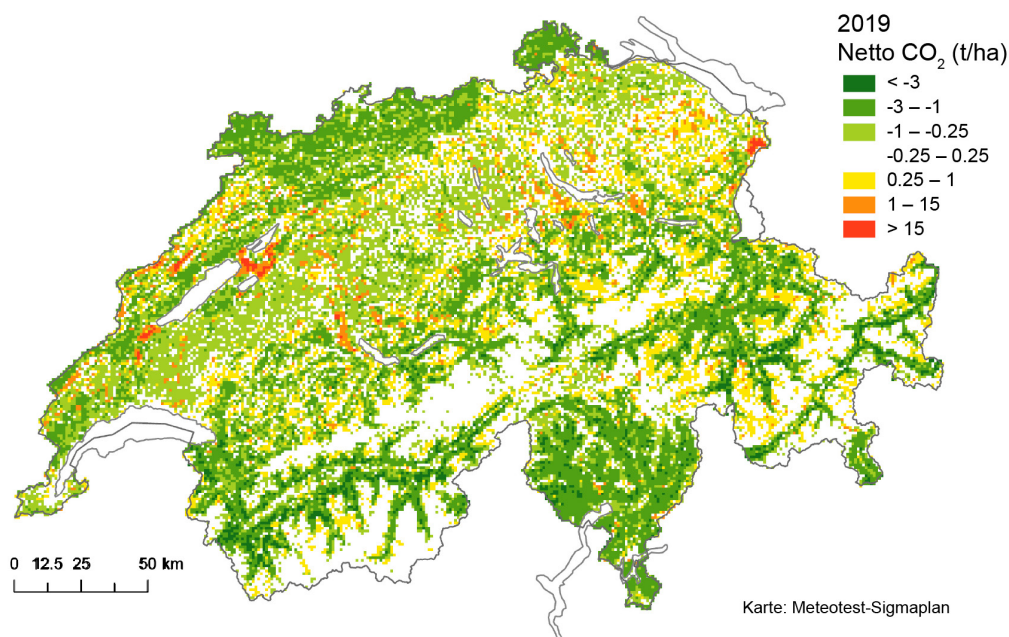 2019
Netto CO₂ (t/ha)
< -3
-3 – -1
-1 – -0.25
-0.25 – 0.25
0.25 – 1
1 – 15
> 15
0 12.5 25 50 km
Karte: Meteotest-Sigmaplan